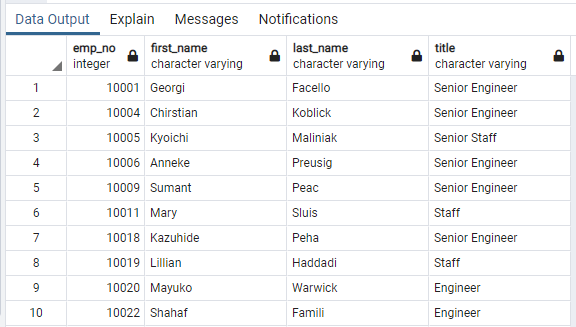 Data Output Explain Messages Notifications
emp_no first_name last_name title
integer character varying character varying character varying
1 10001 Georgi Facello Senior Engineer
2 10004 Chirstian Koblick Senior Engineer
3 10005 Kyoichi Maliniak Senior Staff
4 10006 Anneke Preusig Senior Engineer
5 10009 Sumant Peac Senior Engineer
6 10011 Mary Sluis Staff
7 10018 Kazuhide Peha Senior Engineer
8 10019 Lillian Haddadi Staff
9 10020 Mayuko Warwick Engineer
10 10022 Shahaf Famili Engineer